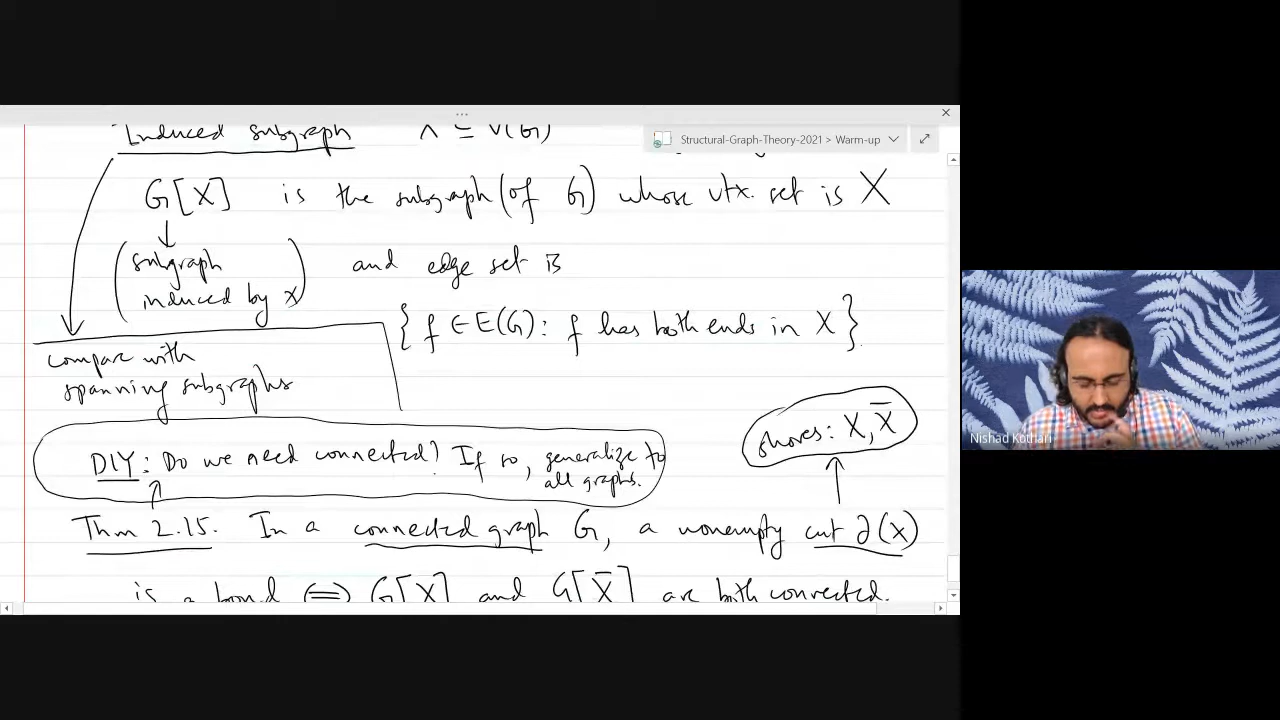 Induced subgraph X ⊆ V(G)
Structural-Graph-Theory-2021 > Warm-up
G[X] is the subgraph (of G) whose vtx. set is X
(subgraph induced by X)
and edge set is
{f ∈ E(G): f has both ends in X}.
compare with
spanning subgraphs
shores: X, X̅
DIY: Do we need connected? If so, generalize to
all graphs.
Thm 2.15. In a connected graph G, a nonempty cut ∂(X)
is a bond ⟺ G[X] and G[X̅] are both connected.
Nishad Kothari